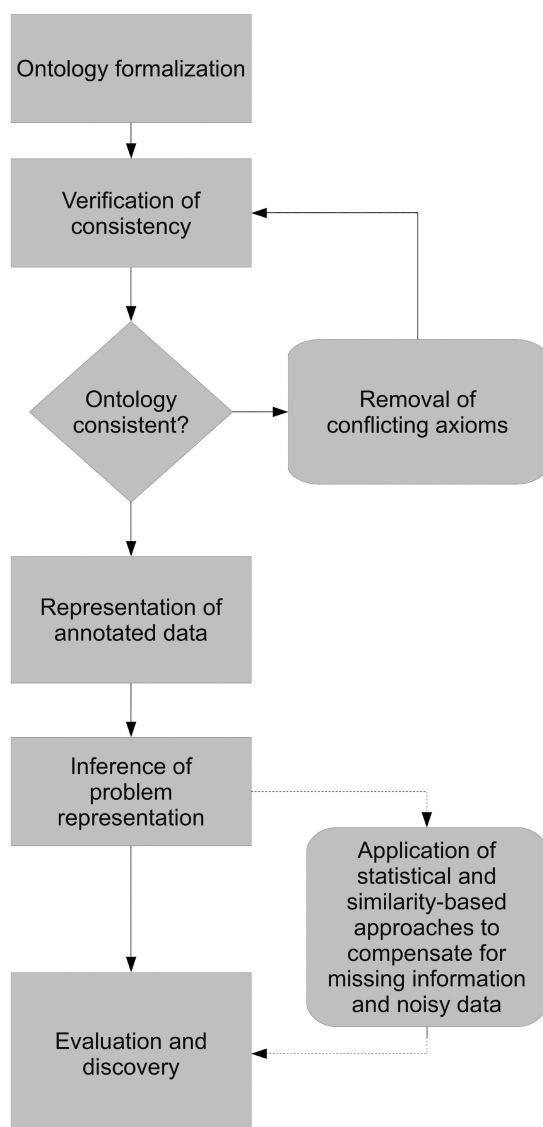 Ontology formalization
Verification of
consistency
Ontology
consistent?
Removal of
conflicting axioms
Representation of
annotated data
Inference of
problem
representation
Application of
statistical and
similarity-based
approaches to
compensate for
missing information
and noisy data
Evaluation and
discovery